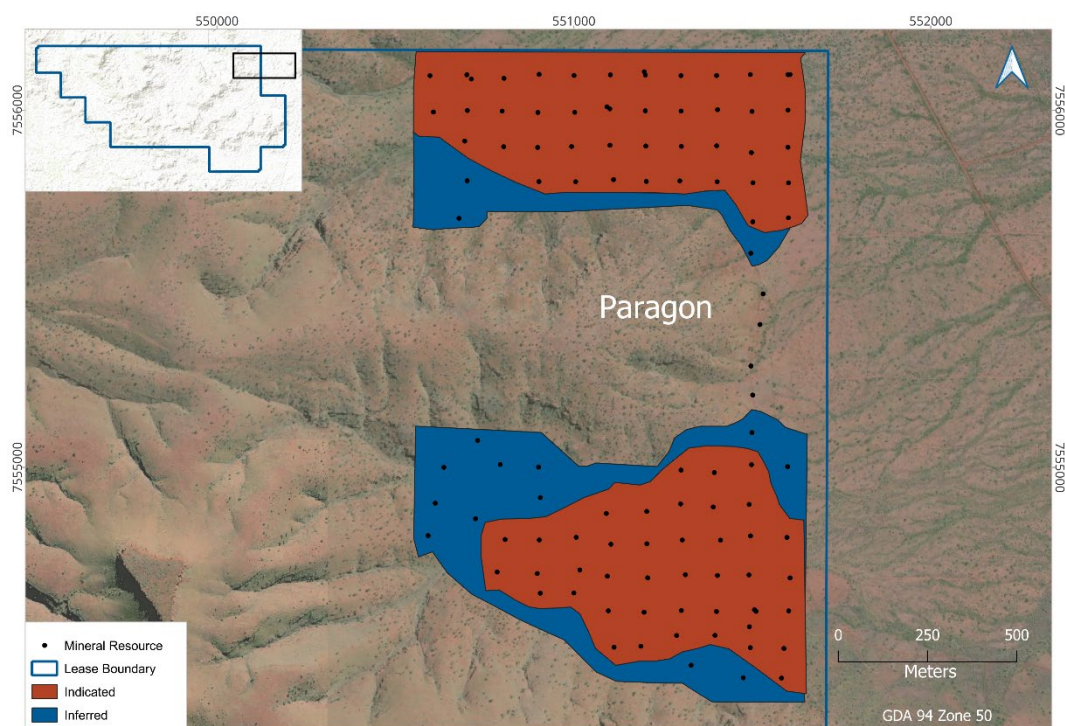 550000
551000
552000
7556000
7556000
Paragon
7555000
7555000
Mineral Resource
Lease Boundary
Indicated
Inferred
0
250
500
Meters
GDA 94 Zone 50